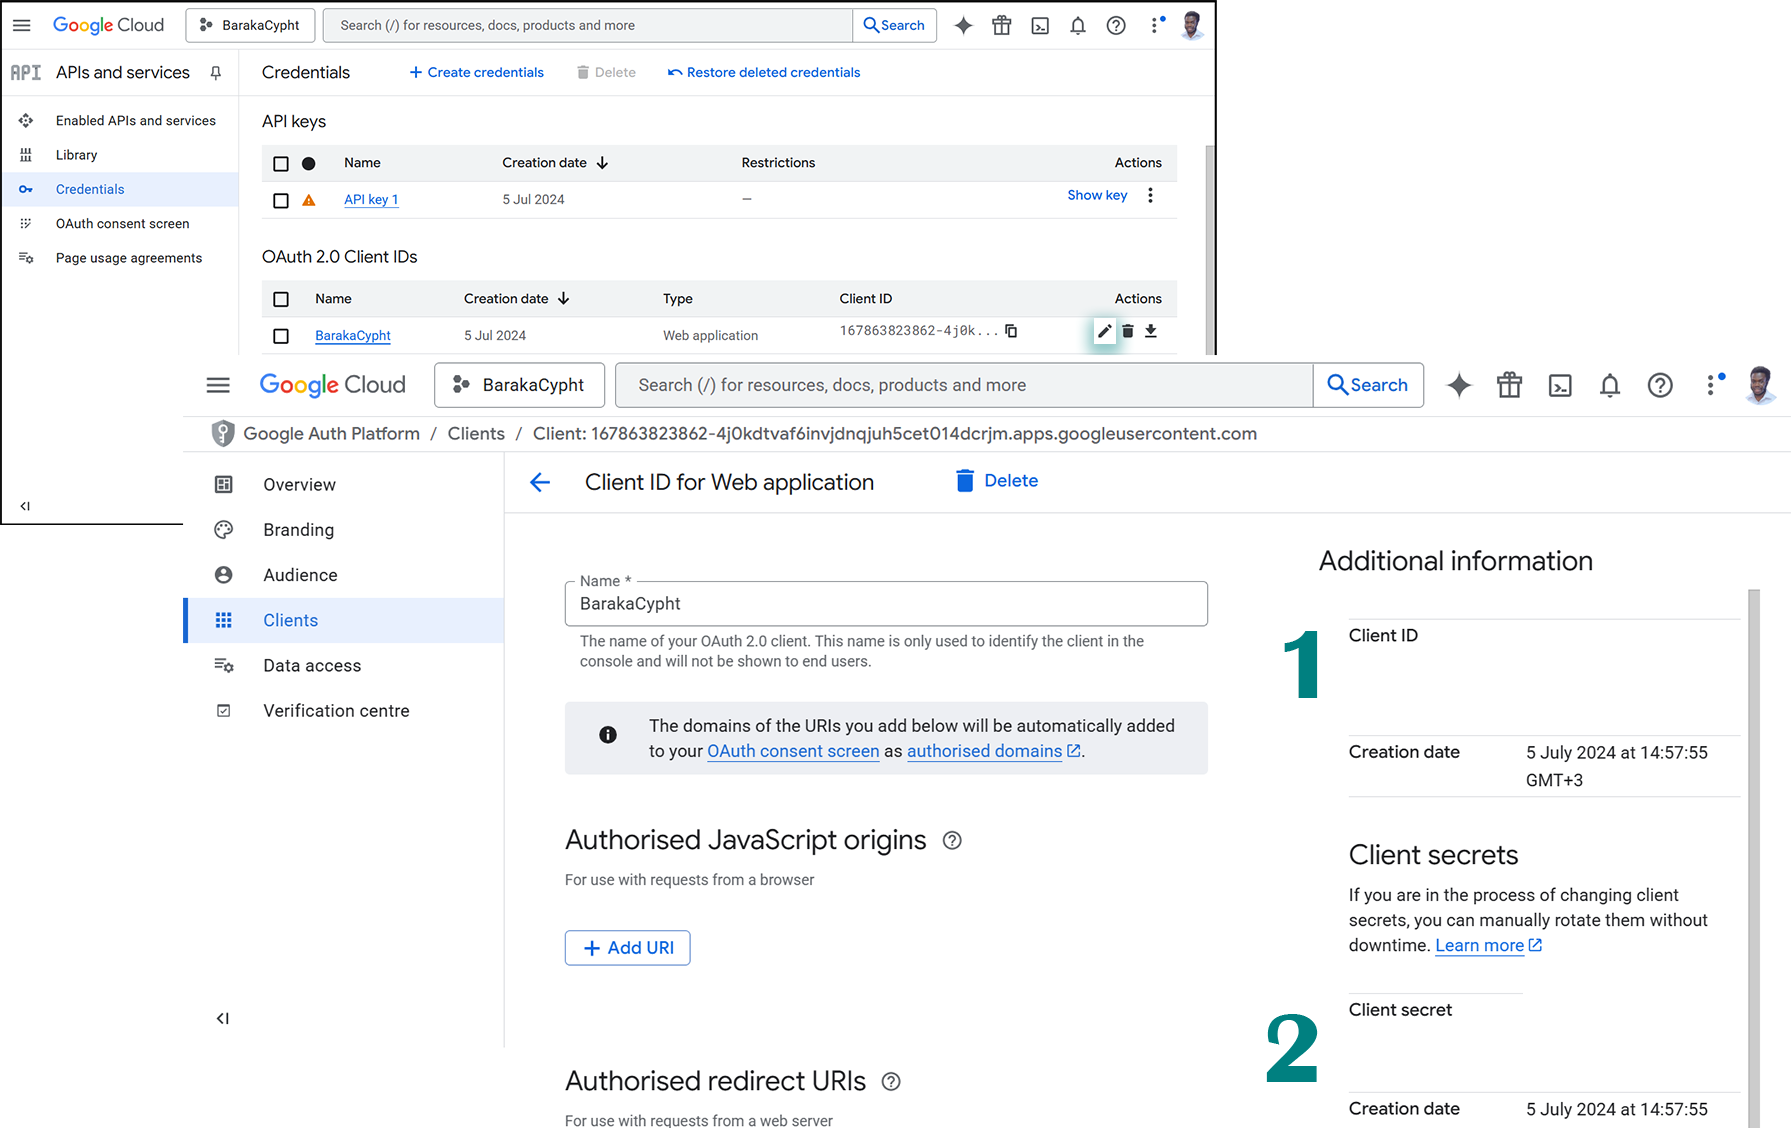 Google Cloud
BarakaCypht
Search (/) for resources, docs, products and more
Search
API APIs and services
Credentials
Create credentials
Delete
Restore deleted credentials
Enabled APIs and services
Library
Credentials
OAuth consent screen
Page usage agreements
API keys
Name Creation date Restrictions Actions
API key 1 5 Jul 2024 — Show key
OAuth 2.0 Client IDs
Name Creation date Type Client ID Actions
BarakaCypht 5 Jul 2024 Web application 167863823862-4j0k...
Google Cloud
BarakaCypht
Search (/) for resources, docs, products and more
Search
Google Auth Platform / Clients / Client: 167863823862-4j0kdtvaf6invjdnqjuh5cet014dcrjm.apps.googleusercontent.com
Overview
Branding
Audience
Clients
Data access
Verification centre
Client ID for Web application
Delete
Name *
BarakaCypht
The name of your OAuth 2.0 client. This name is only used to identify the client in the
console and will not be shown to end users.
The domains of the URIs you add below will be automatically added
to your OAuth consent screen as authorised domains.
Authorised JavaScript origins
For use with requests from a browser
+ Add URI
Authorised redirect URIs
For use with requests from a web server
Additional information
1
Client ID
Creation date 5 July 2024 at 14:57:55
GMT+3
Client secrets
If you are in the process of changing client
secrets, you can manually rotate them without
downtime. Learn more
2
Client secret
Creation date 5 July 2024 at 14:57:55